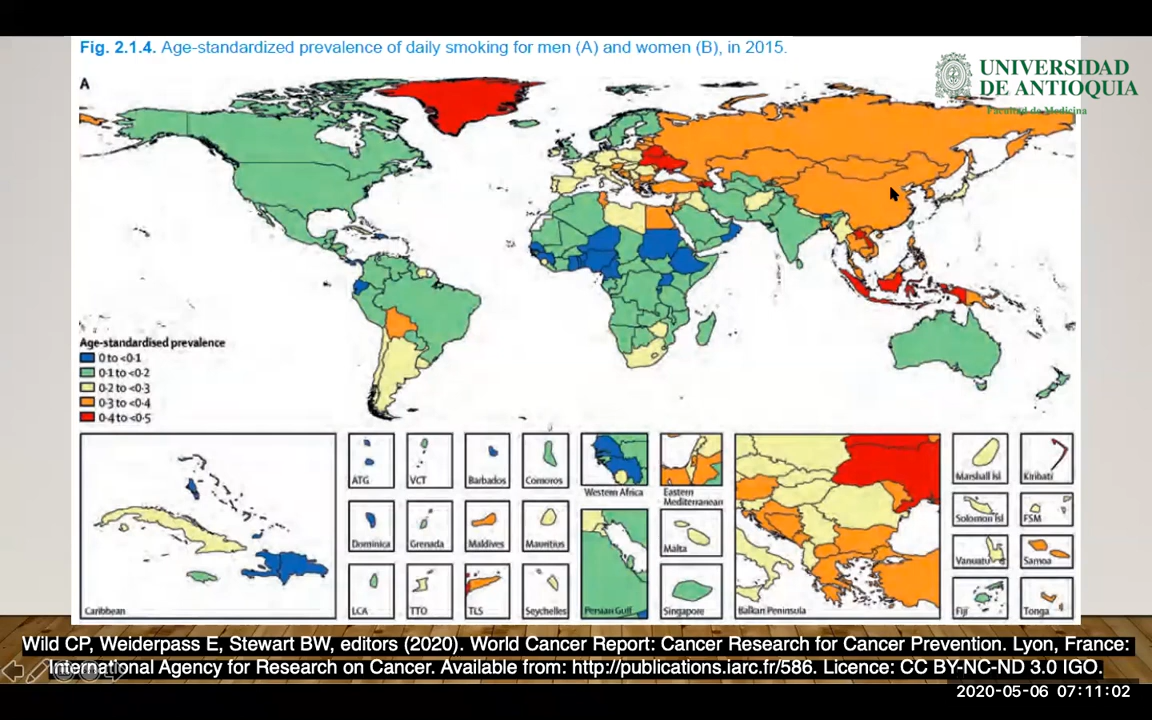 Fig. 2.1.4. Age-standardized prevalence of daily smoking for men (A) and women (B), in 2015.
UNIVERSIDAD
DE ANTIOQUIA
Facultad de Medicina
A
Age-standardised prevalence
0 to <0·1
0·1 to <0·2
0·2 to <0·3
0·3 to <0·4
0·4 to <0·5
Caribbean
ATG
VCT
Barbados
Comoros
Western Africa
Eastern
Mediterranean
Marshall Isl
Kiribati
Dominica
Grenada
Maldives
Mauritius
Malta
Solomon Isl
FSM
Vanuatu
Samoa
LCA
TTO
TLS
Seychelles
Persian Gulf
Singapore
Balkan Peninsula
Fiji
Tonga
Wild CP, Weiderpass E, Stewart BW, editors (2020). World Cancer Report: Cancer Research for Cancer Prevention. Lyon, France:
International Agency for Research on Cancer. Available from: http://publications.iarc.fr/586. Licence: CC BY-NC-ND 3.0 IGO.
2020-05-06 07:11:02